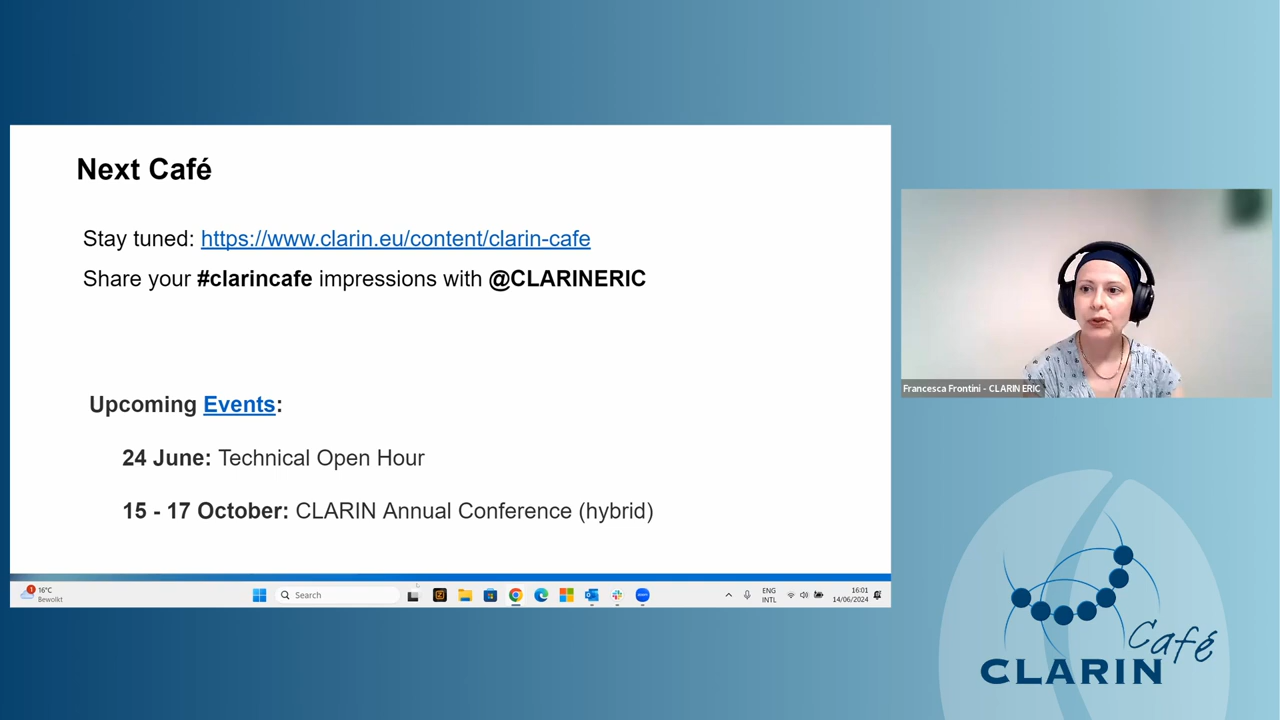 Next Café
Stay tuned: https://www.clarin.eu/content/clarin-cafe
Share your #clarincafe impressions with @CLARINERIC
Upcoming Events:
24 June: Technical Open Hour
15 - 17 October: CLARIN Annual Conference (hybrid)
1
16°C
Bewolkt
Search
ENG
INTL
16:01
14/06/2024
Francesca Frontini - CLARIN ERIC
Café
CLARIN